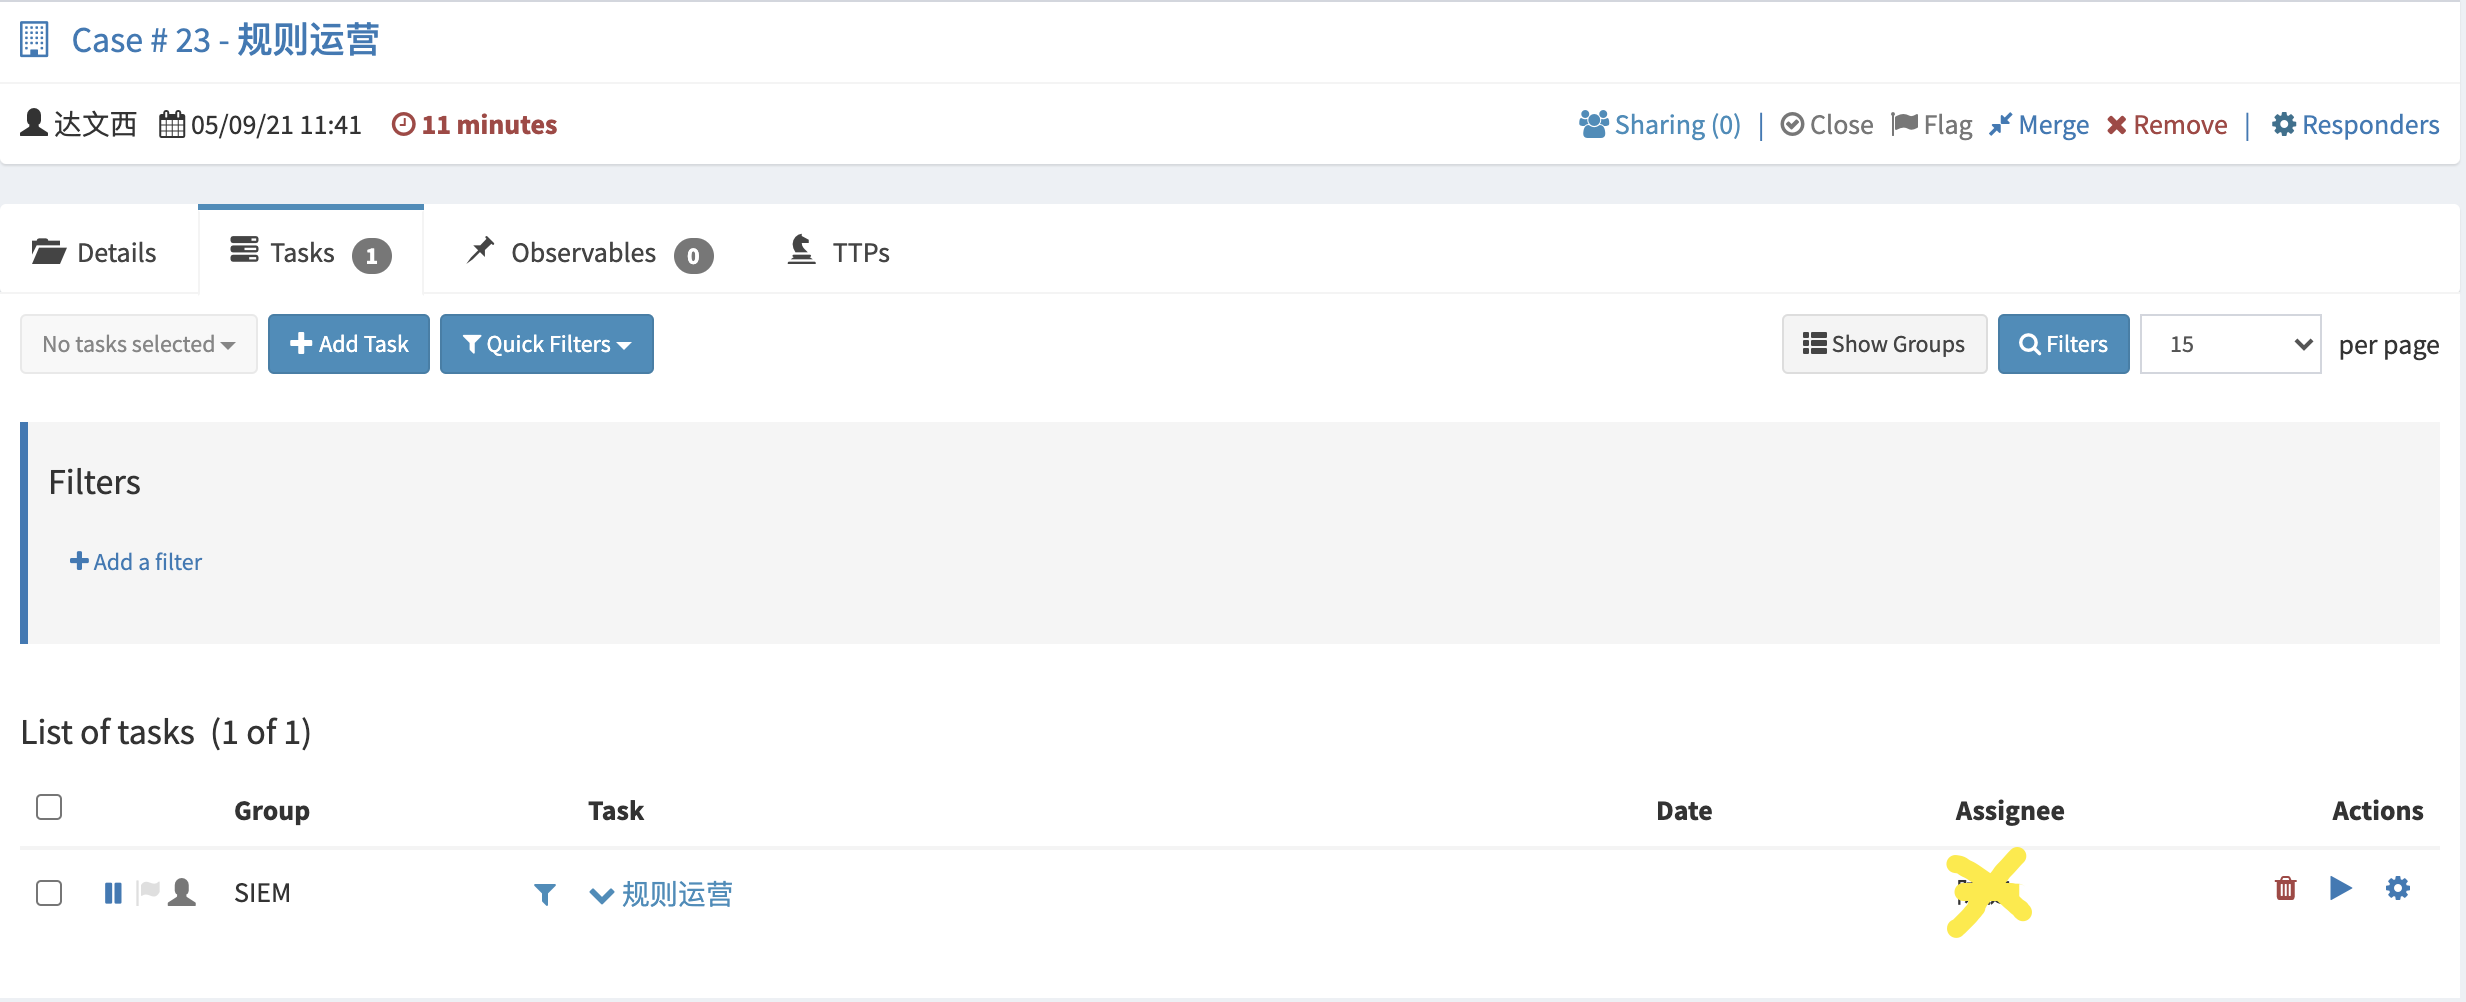 Case # 23 - 规则运营
达文西 05/09/21 11:41 11 minutes Sharing (0) | Close Flag Merge Remove | Responders
Details Tasks 1 Observables 0 TTPs
No tasks selected Add Task Quick Filters Show Groups Filters 15 per page
Filters
Add a filter
List of tasks (1 of 1)
Group Task Date Assignee Actions
SIEM 规则运营